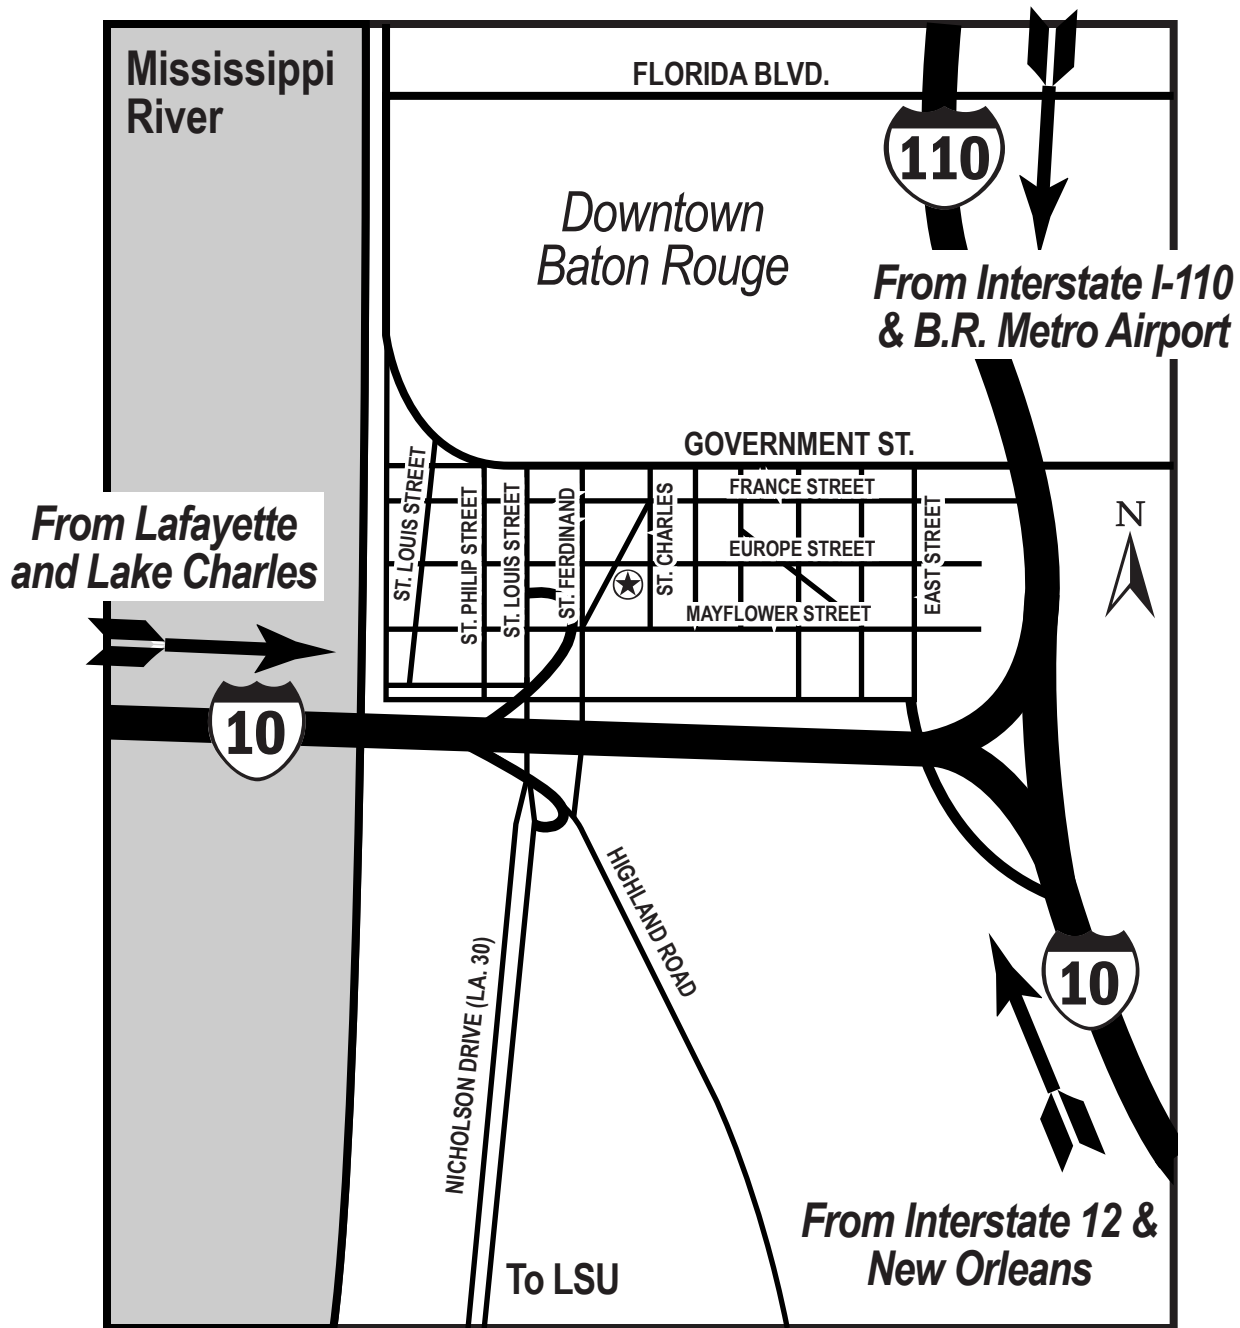 Mississippi
River
FLORIDA BLVD.
110
Downtown
Baton Rouge
From Interstate I-110
& B.R. Metro Airport
GOVERNMENT ST.
From Lafayette
and Lake Charles
ST. LOUIS STREET
ST. PHILIP STREET
ST. LOUIS STREET
ST. FERDINAND
ST. CHARLES
FRANCE STREET
EUROPE STREET
MAYFLOWER STREET
EAST STREET
N
10
HIGHLAND ROAD
NICHOLSON DRIVE (LA. 30)
10
From Interstate 12 &
New Orleans
To LSU